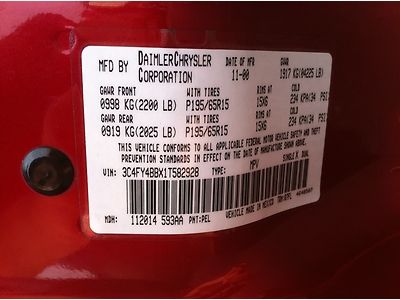 MFD BY DAIMLERCHRYSLER CORPORATION
DATE OF MFR 11-00
GVWR 1917 KG(04225 LB)
GAWR FRONT WITH TIRES RIMS AT COLD
0998 KG(2200 LB) P195/65R15 15X6 234 KPA(34 PSI)
GAWR REAR WITH TIRES RIMS AT COLD
0919 KG(2025 LB) P195/65R15 15X6 234 KPA(34 PSI)
THIS VEHICLE CONFORMS TO ALL APPLICABLE FEDERAL MOTOR VEHICLE SAFETY AND THEFT
PREVENTION STANDARDS IN EFFECT ON THE DATE OF MANUFACTURE SHOWN ABOVE
VIN: 3C4FY4BBX1T582928 TYPE: MPV SINGLE X DUAL
MDH: 112014 593AA PNT:PEL VEHICLE MADE IN MEXICO